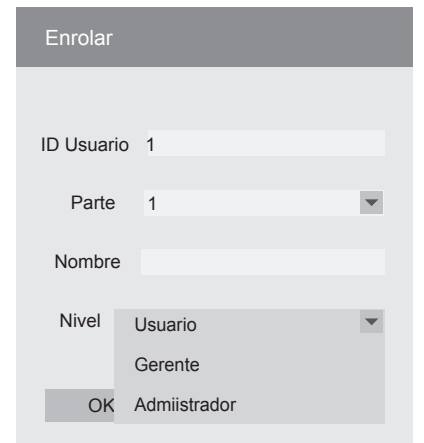 Enrolar
ID Usuario 1
Parte 1
Nombre
Nivel Usuario
Gerente
OK Admiistrador